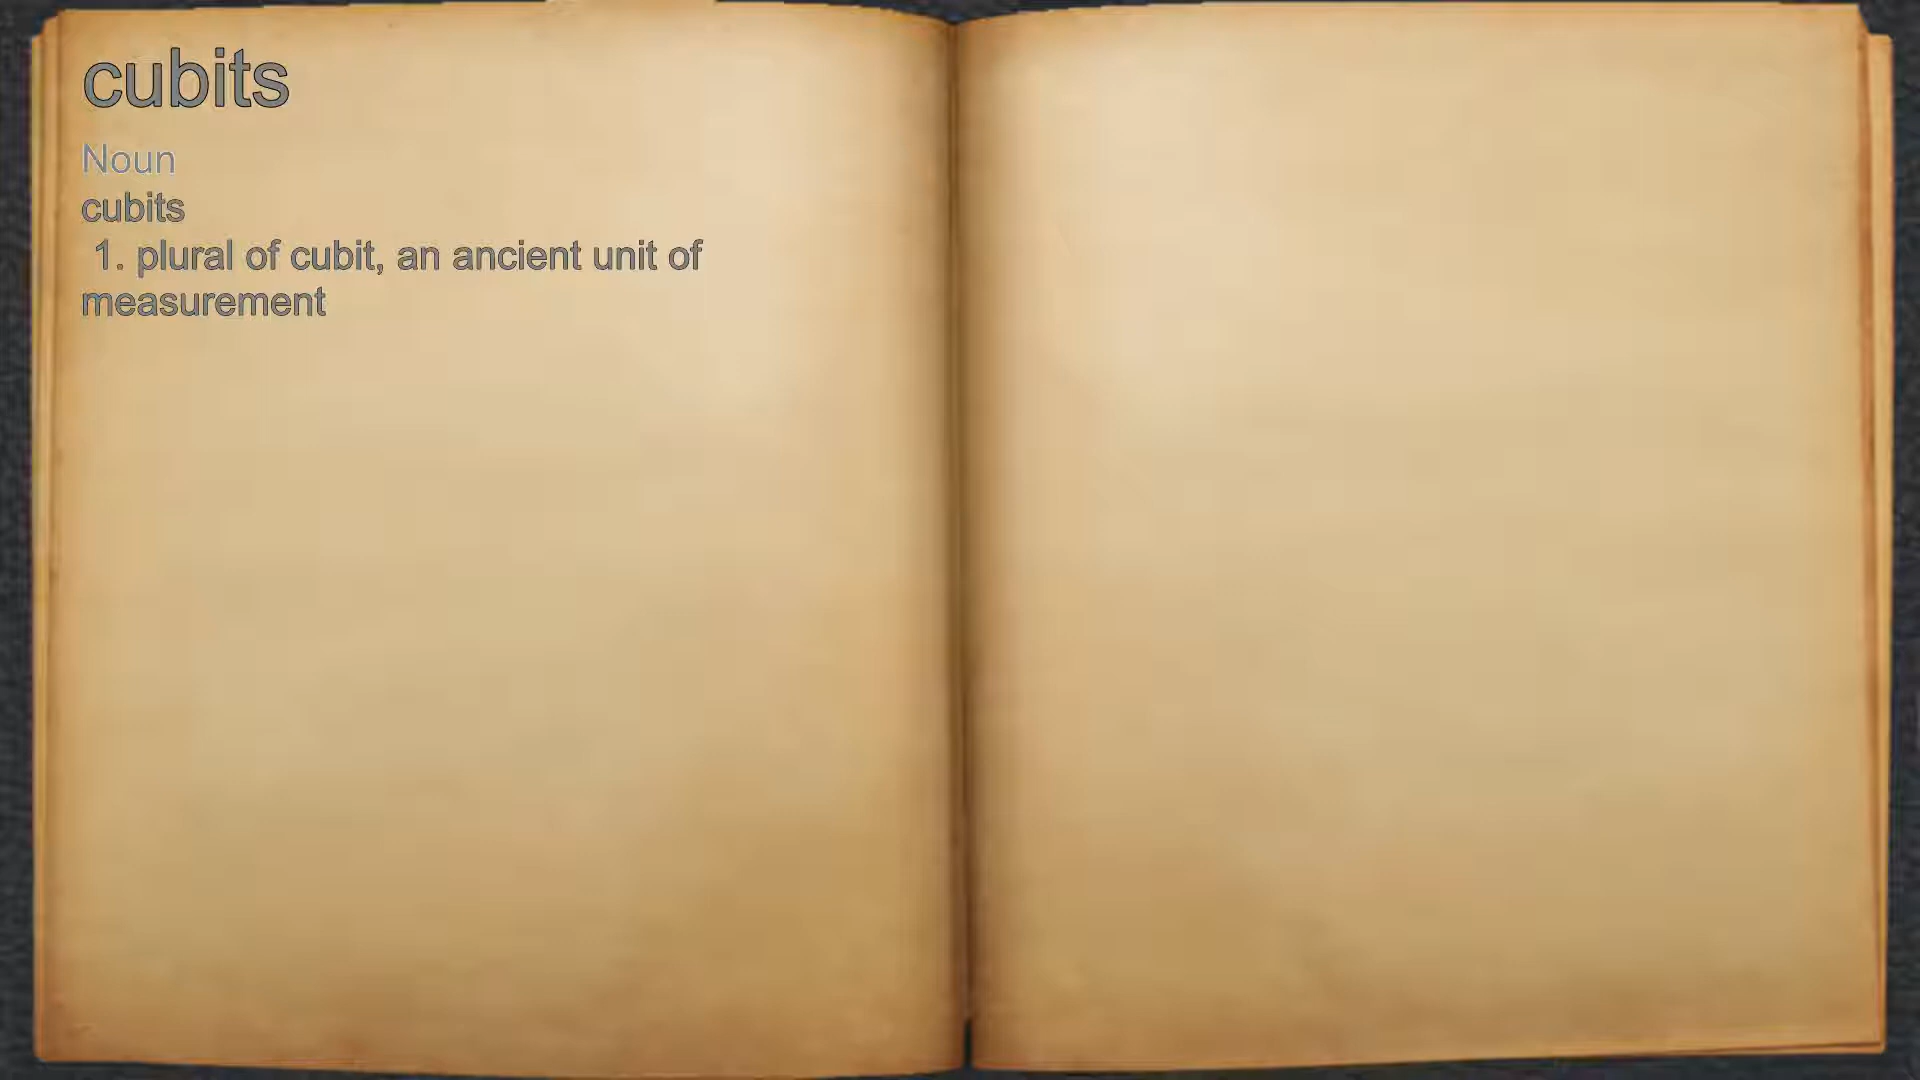 cubits
Noun
cubits
1. plural of cubit, an ancient unit of
measurement